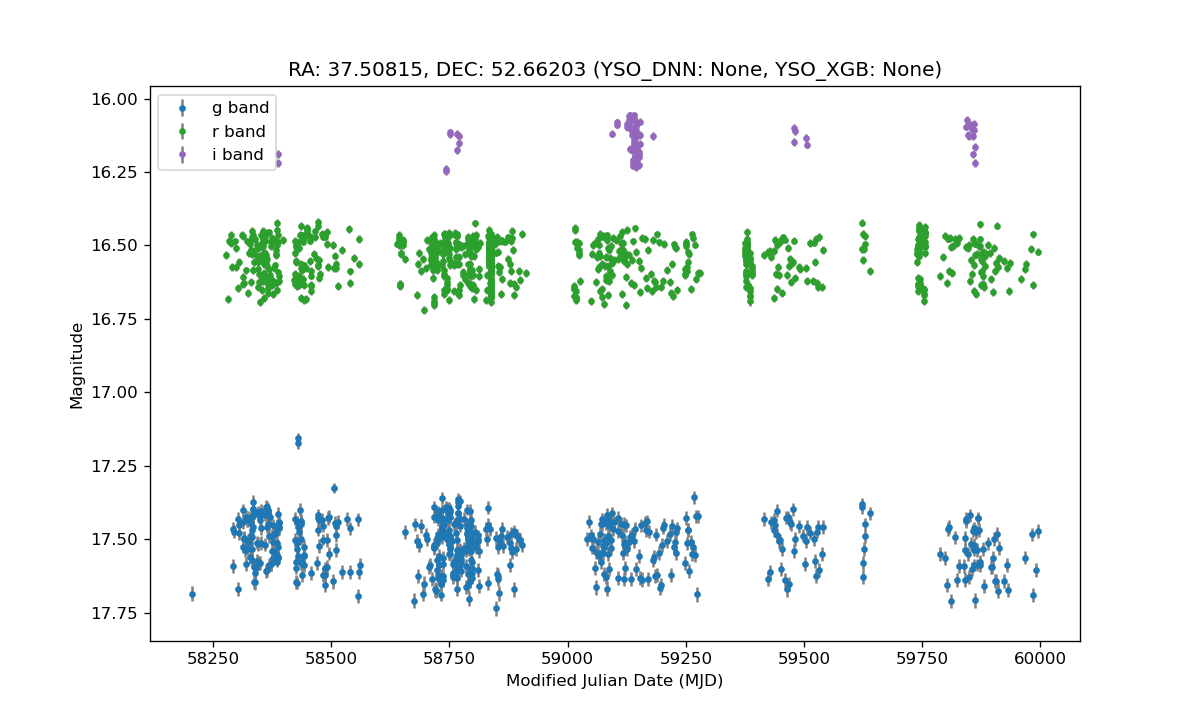 RA: 37.50815, DEC: 52.66203 (YSO_DNN: None, YSO_XGB: None)
16.00
16.25
16.50
16.75
17.00
17.25
17.50
17.75
Magnitude
g band
r band
i band
58250 58500 58750 59000 59250 59500 59750 60000
Modified Julian Date (MJD)